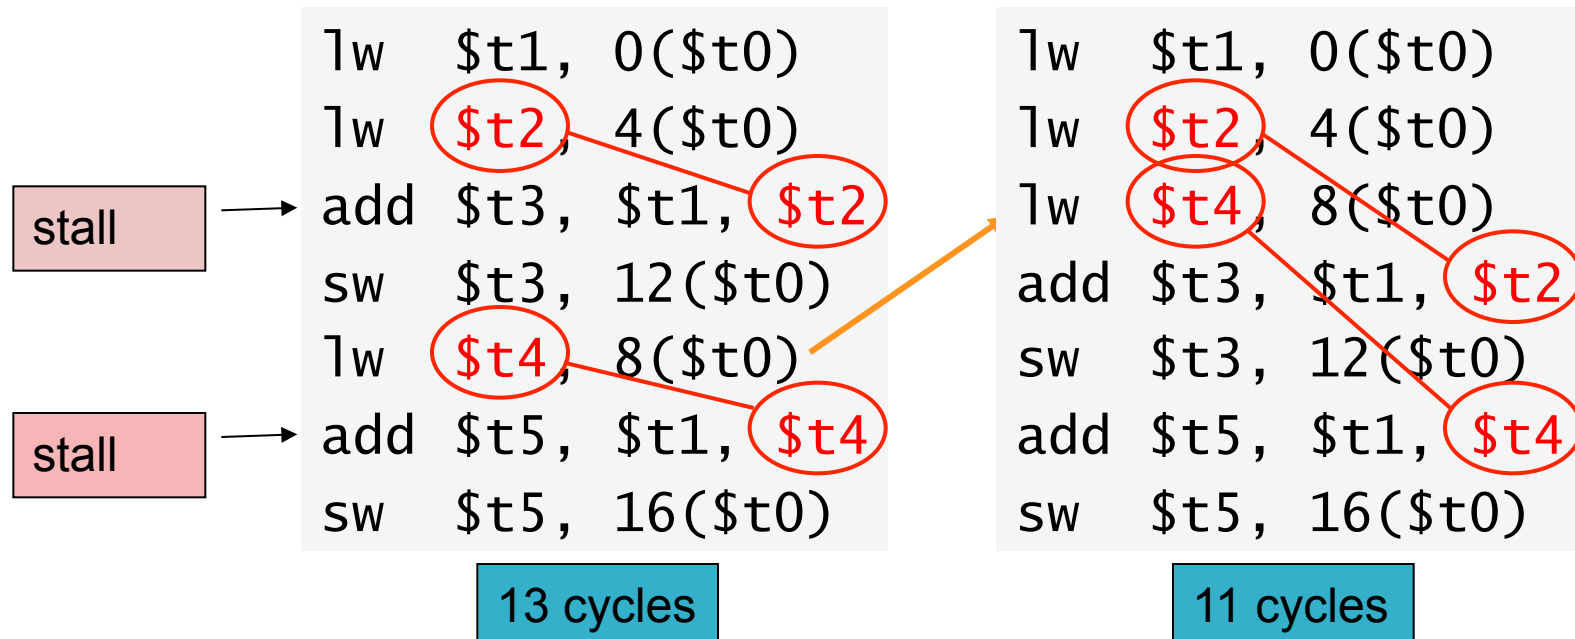 lw $t1, 0($t0)
lw $t2, 4($t0)
add $t3, $t1, $t2
sw $t3, 12($t0)
lw $t4, 8($t0)
add $t5, $t1, $t4
sw $t5, 16($t0)
stall
stall
13 cycles
lw $t1, 0($t0)
lw $t2, 4($t0)
lw $t4, 8($t0)
add $t3, $t1, $t2
sw $t3, 12($t0)
add $t5, $t1, $t4
sw $t5, 16($t0)
11 cycles